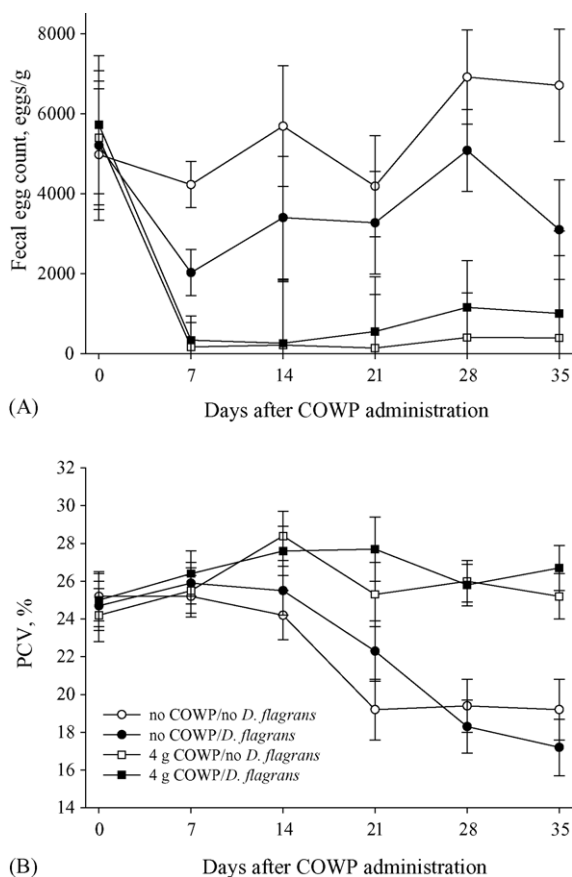 8000
6000
4000
2000
0
Fecal egg count, eggs/g
0 7 14 21 28 35
(A) Days after COWP administration
32
30
28
26
24
22
20
18
16
14
PCV, %
no COWP/no D. flagrans
no COWP/D. flagrans
4 g COWP/no D. flagrans
4 g COWP/D. flagrans
0 7 14 21 28 35
(B) Days after COWP administration